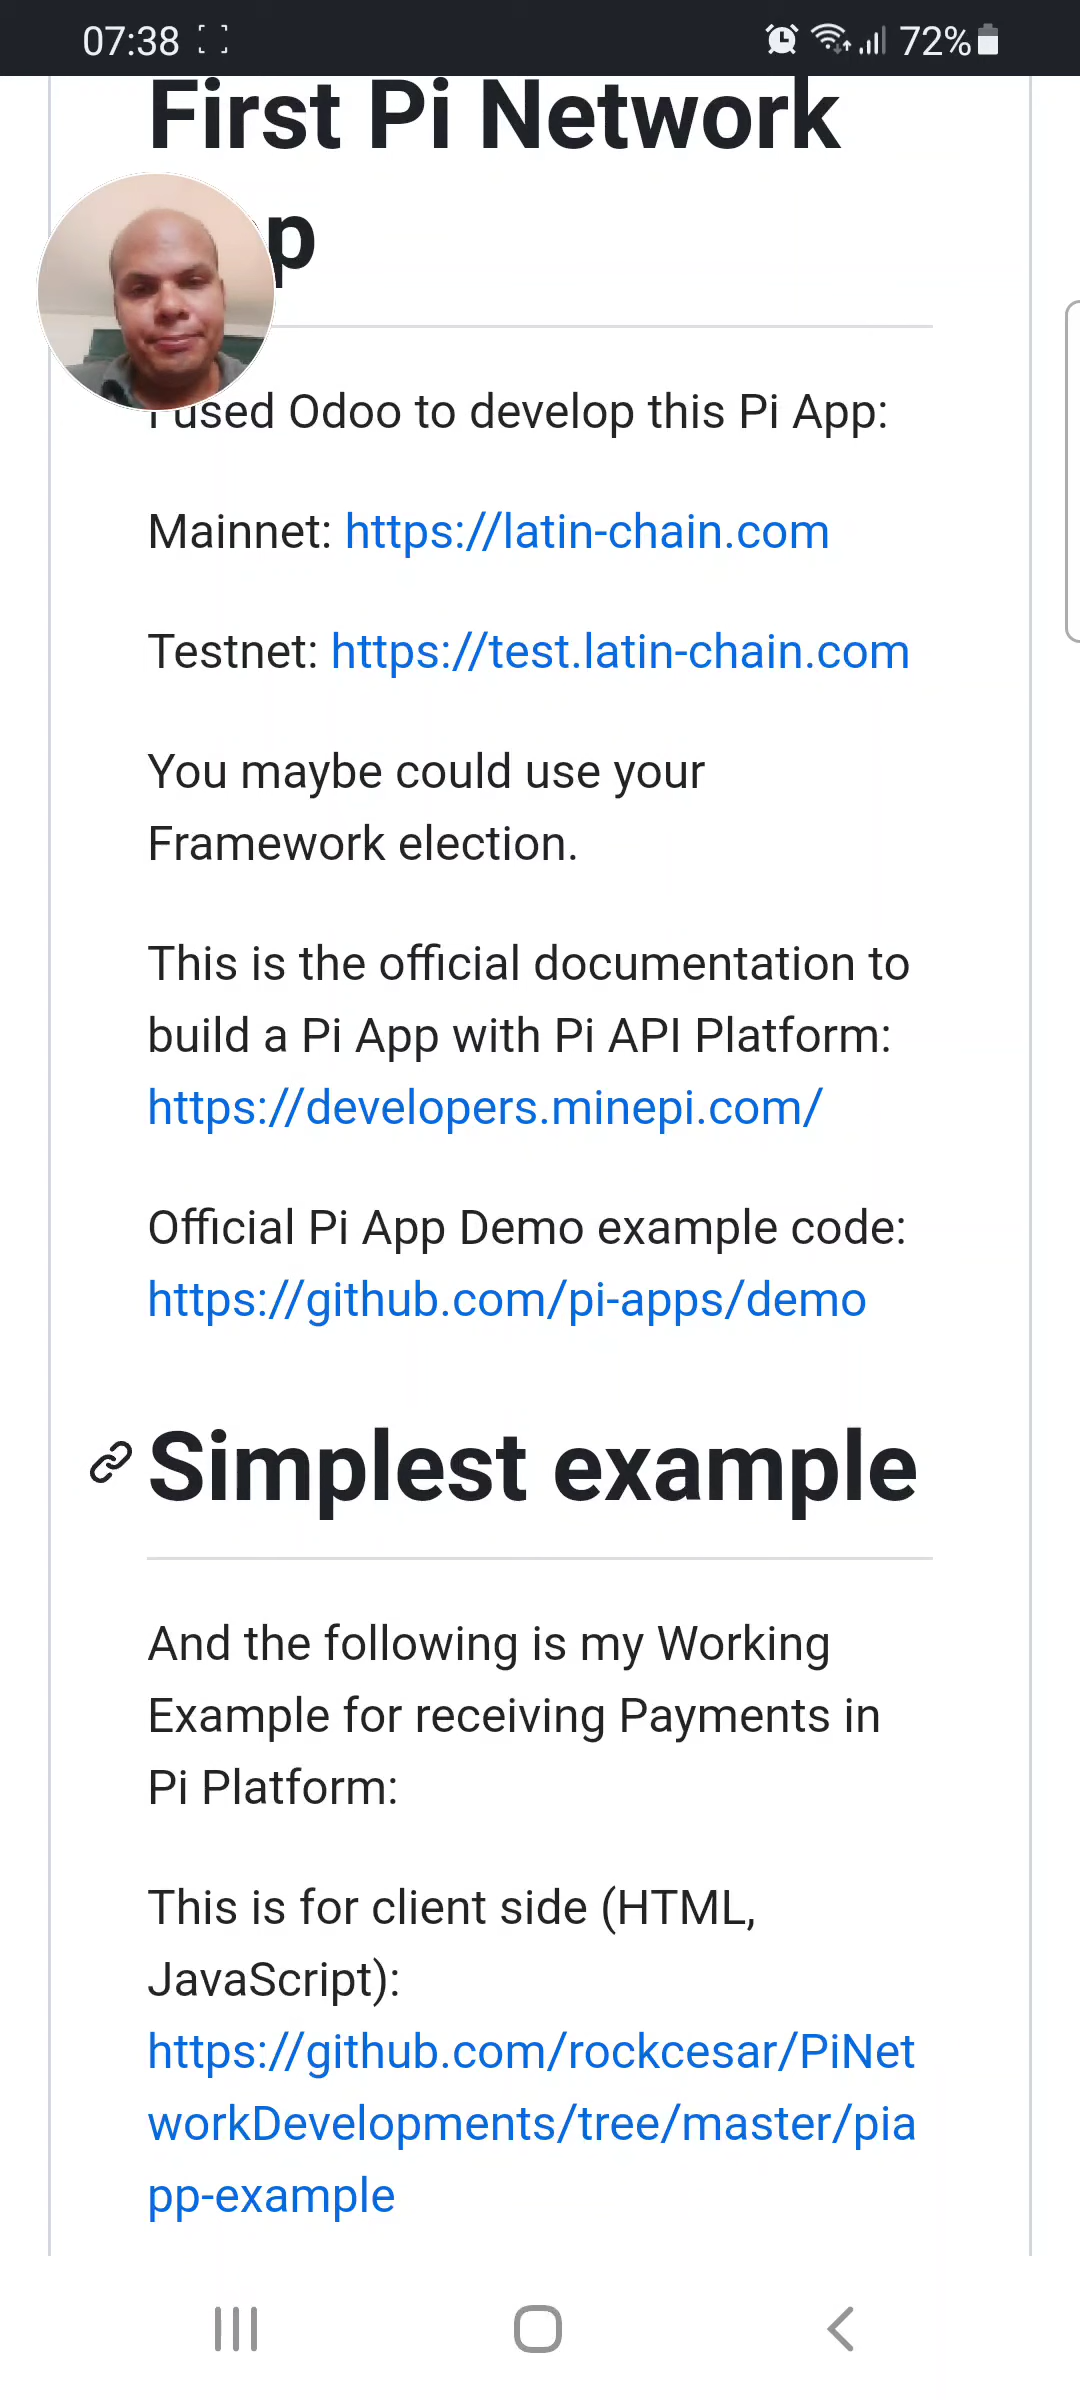 07:38
72%
First Pi Network
p
I used Odoo to develop this Pi App:
Mainnet: https://latin-chain.com
Testnet: https://test.latin-chain.com
You maybe could use your
Framework election.
This is the official documentation to
build a Pi App with Pi API Platform:
https://developers.minepi.com/
Official Pi App Demo example code:
https://github.com/pi-apps/demo
Simplest example
And the following is my Working
Example for receiving Payments in
Pi Platform:
This is for client side (HTML,
JavaScript):
https://github.com/rockcesar/PiNet
workDevelopments/tree/master/pia
pp-example